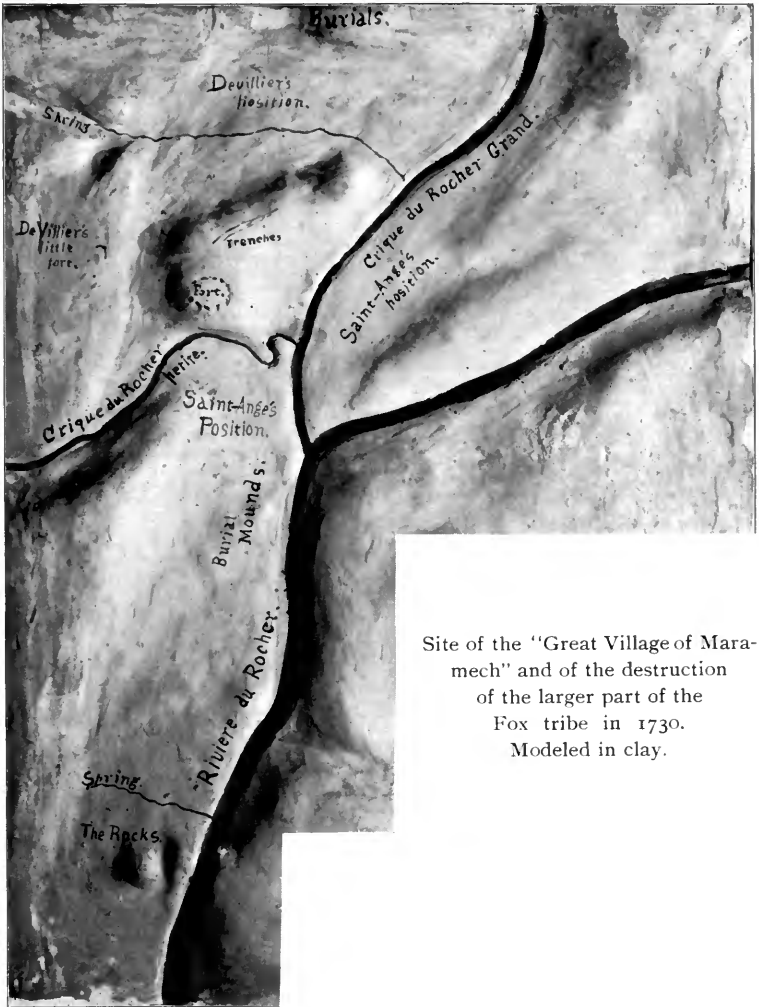 Burials.
Devillier's
Position.
Spring
Crique du Rocher Grand.
DeVillier's
little
fort.
Trenches
Fort.
Saint-Ange's
Position.
Crique du Rocher
petite.
Saint-Ange's
Position.
Burial
Mounds.
Riviere du Rocher.
Spring.
The Rocks.
Site of the "Great Village of Mara-
mech" and of the destruction
of the larger part of the
Fox tribe in 1730.
Modeled in clay.